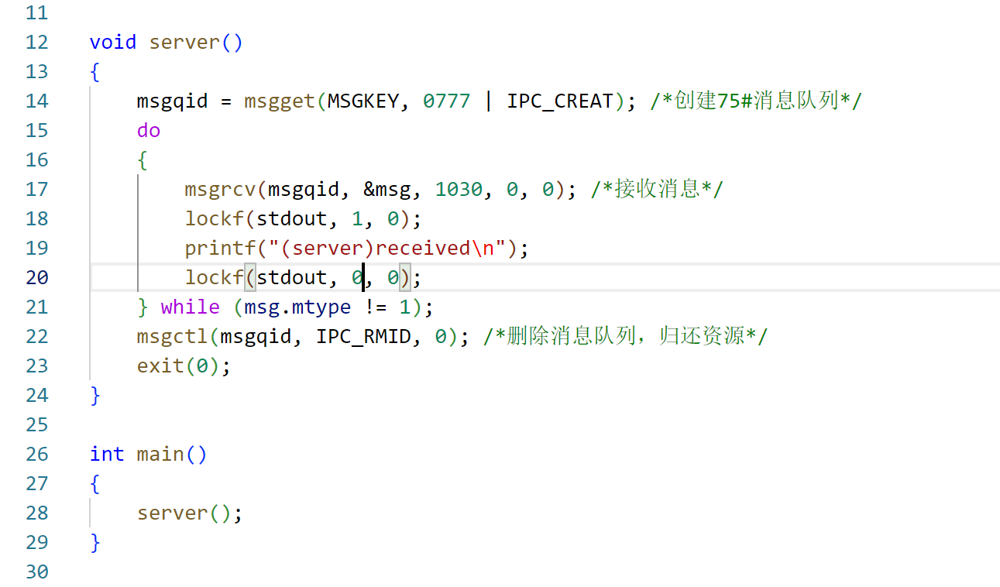 11
12 void server()
13 {
14     msgqid = msgget(MSGKEY, 0777 | IPC_CREAT); /*创建75#消息队列*/
15     do
16     {
17         msgrcv(msgqid, &msg, 1030, 0, 0); /*接收消息*/
18         lockf(stdout, 1, 0);
19         printf("(server)received\n");
20         lockf(stdout, 0, 0);
21     } while (msg.mtype != 1);
22     msgctl(msgqid, IPC_RMID, 0); /*删除消息队列，归还资源*/
23     exit(0);
24 }
25
26 int main()
27 {
28     server();
29 }
30